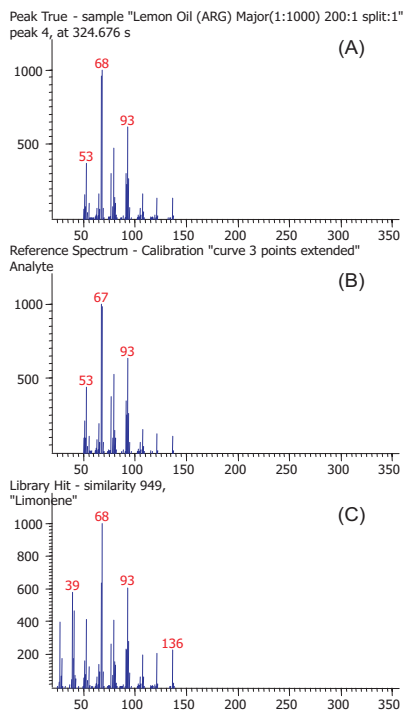 Peak True - sample "Lemon Oil (ARG) Major(1:1000) 200:1 split:1"
peak 4, at 324.676 s
(A)
68
1000
93
500
53
50 100 150 200 250 300 350
Reference Spectrum - Calibration "curve 3 points extended"
Analyte
(B)
67
1000
93
500
53
50 100 150 200 250 300 350
Library Hit - similarity 949,
"Limonene"
(C)
68
1000
800
39
93
600
400
136
200
50 100 150 200 250 300 350